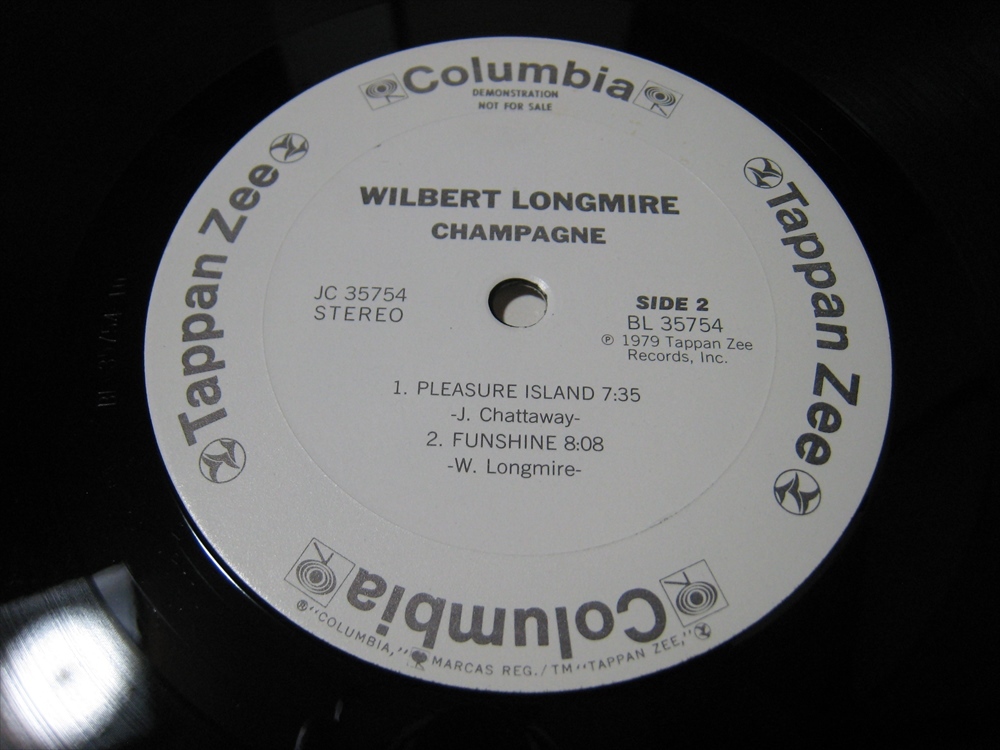 Columbia
DEMONSTRATION
NOT FOR SALE
Tappan Zee
Tappan Zee
WILBERT LONGMIRE
CHAMPAGNE
JC 35754
STEREO
SIDE 2
BL 35754
℗ 1979 Tappan Zee
Records, Inc.
1. PLEASURE ISLAND 7:35
-J. Chattaway-
2. FUNSHINE 8:08
-W. Longmire-
Columbia
®"COLUMBIA," MARCAS REG./TM "TAPPAN ZEE,"